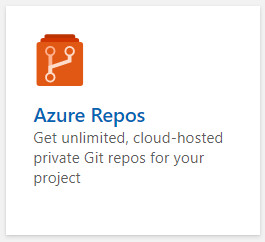 Azure Repos
Get unlimited, cloud-hosted
private Git repos for your
project